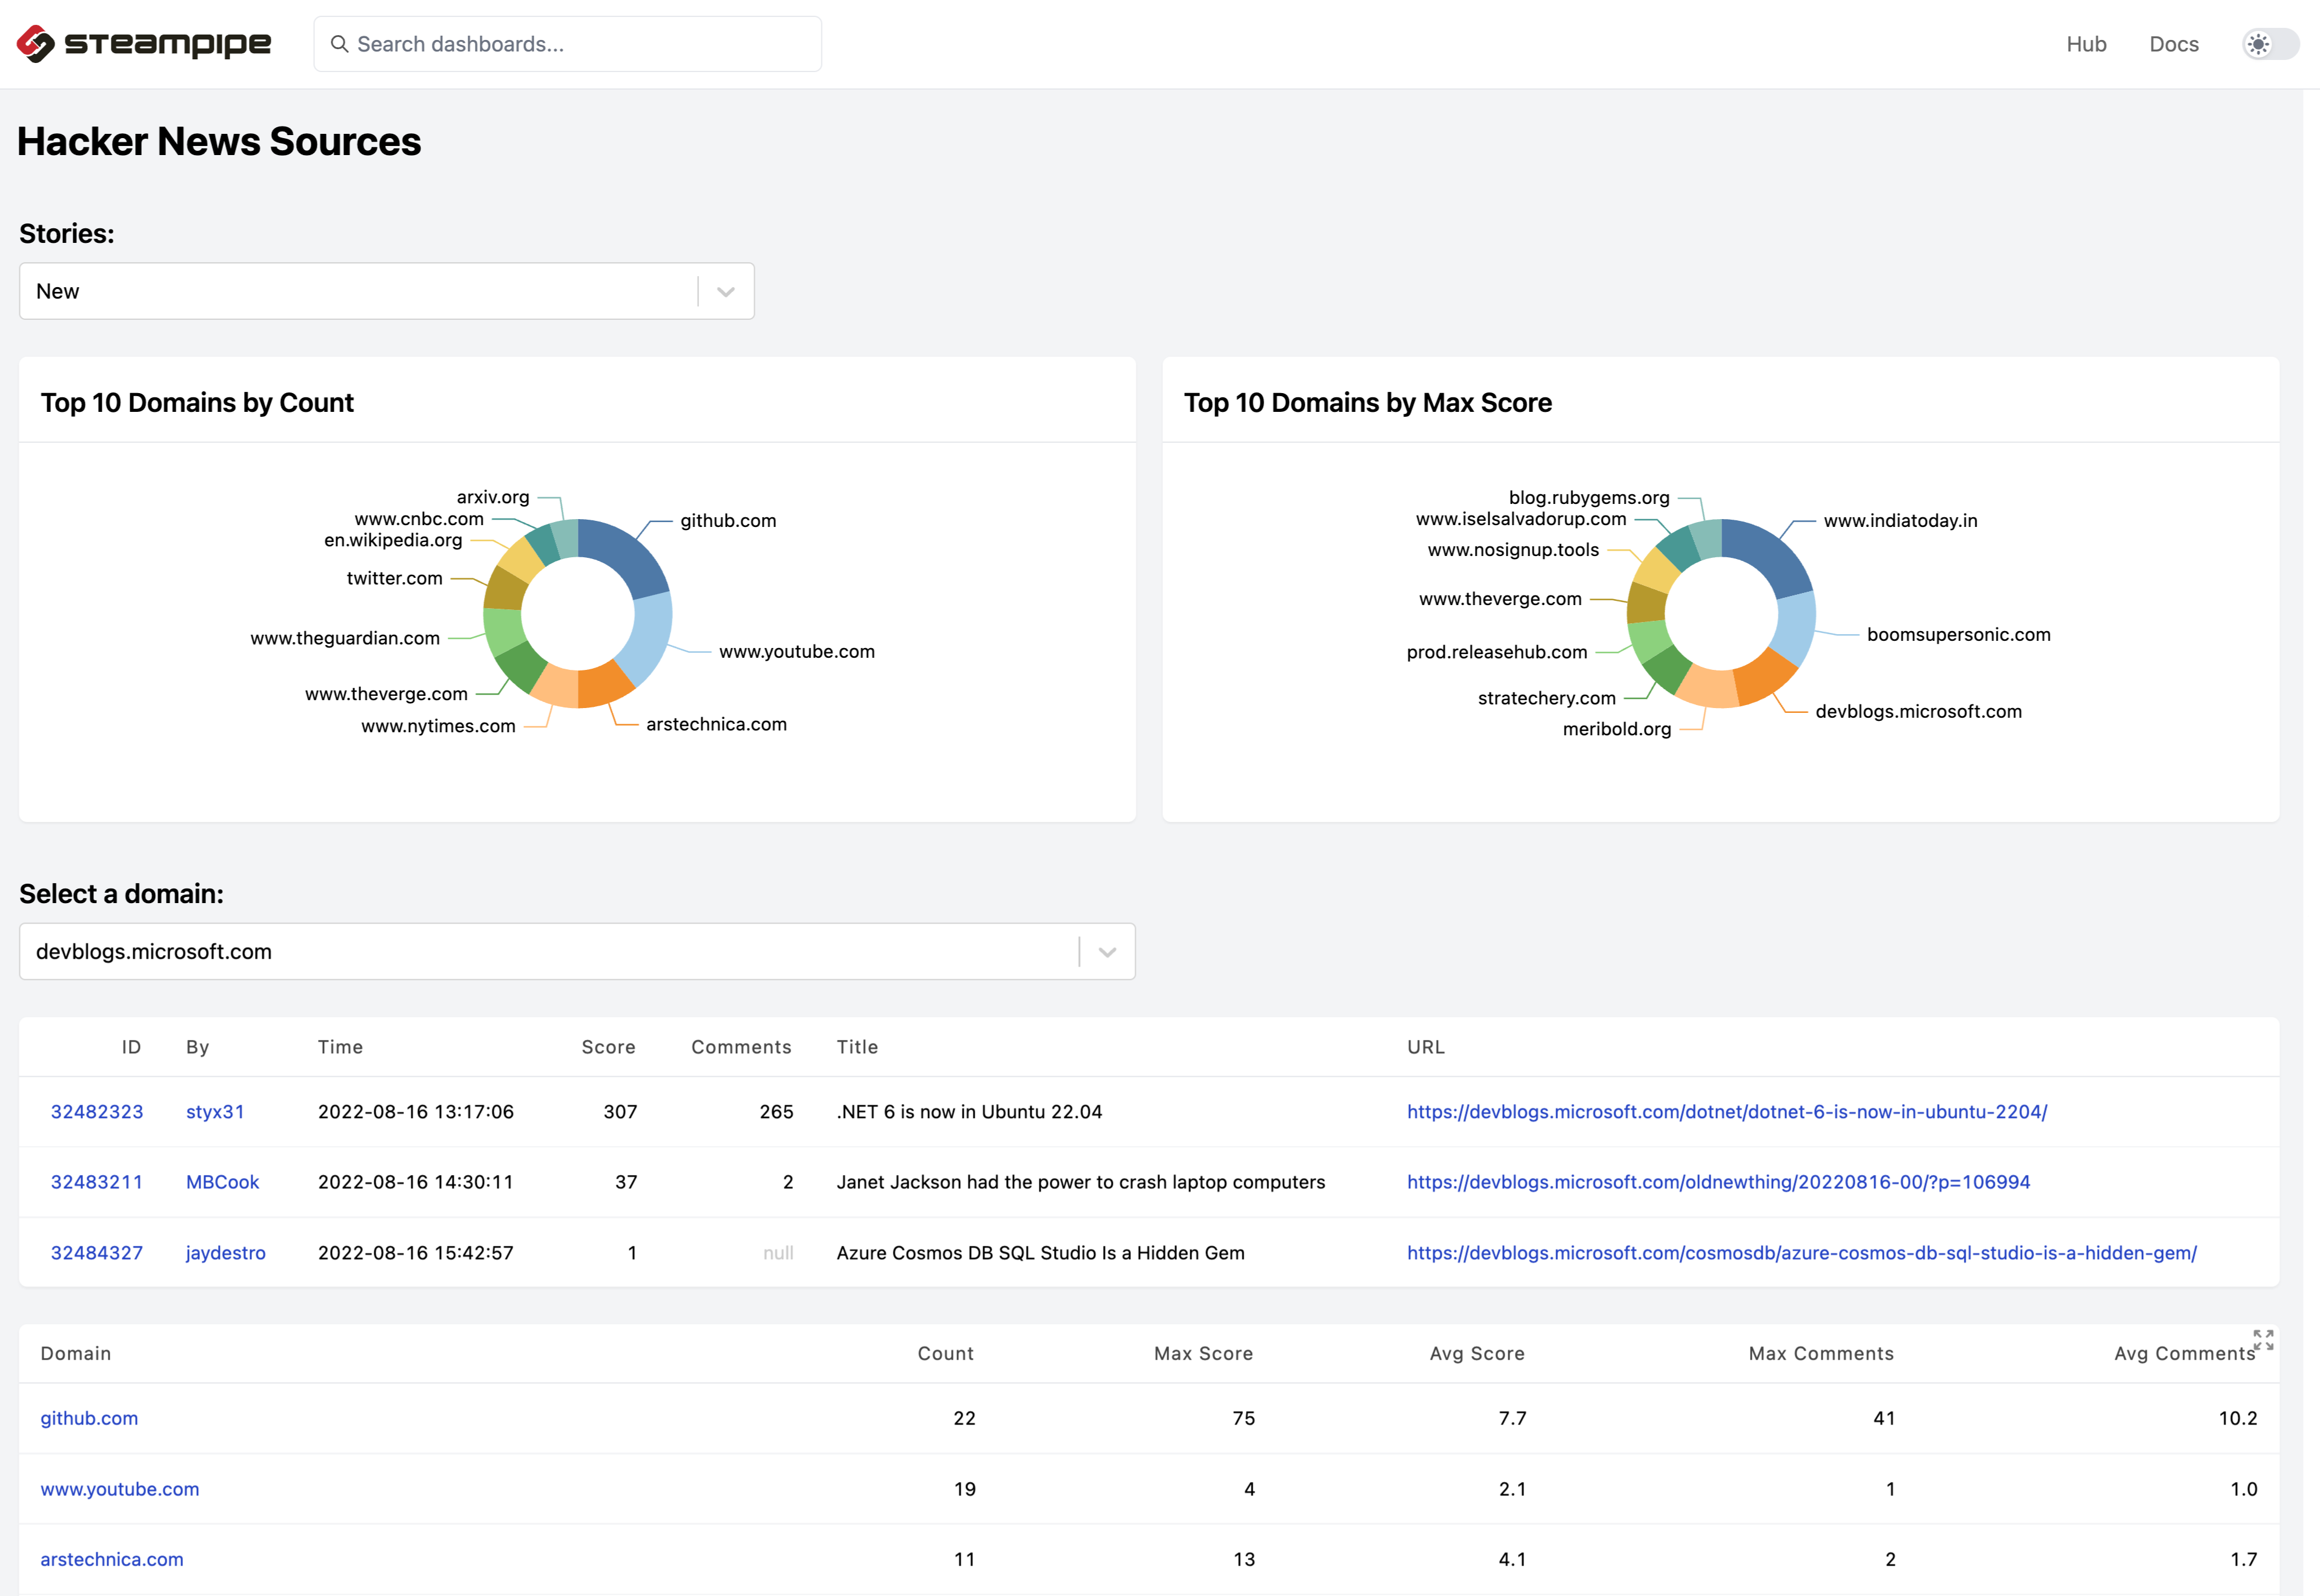 steampipe
Search dashboards...
Hub
Docs
Hacker News Sources
Stories:
New
Top 10 Domains by Count
arxiv.org
www.cnbc.com
en.wikipedia.org
twitter.com
www.theguardian.com
www.theverge.com
www.nytimes.com
github.com
www.youtube.com
arstechnica.com
Top 10 Domains by Max Score
blog.rubygems.org
www.iselsalvadorup.com
www.nosignup.tools
www.theverge.com
prod.releasehub.com
stratechery.com
meribold.org
www.indiatoday.in
boomsupersonic.com
devblogs.microsoft.com
Select a domain:
devblogs.microsoft.com
ID By Time Score Comments Title URL
32482323 styx31 2022-08-16 13:17:06 307 265 .NET 6 is now in Ubuntu 22.04 https://devblogs.microsoft.com/dotnet/dotnet-6-is-now-in-ubuntu-2204/
32483211 MBCook 2022-08-16 14:30:11 37 2 Janet Jackson had the power to crash laptop computers https://devblogs.microsoft.com/oldnewthing/20220816-00/?p=106994
32484327 jaydestro 2022-08-16 15:42:57 1 null Azure Cosmos DB SQL Studio Is a Hidden Gem https://devblogs.microsoft.com/cosmosdb/azure-cosmos-db-sql-studio-is-a-hidden-gem/
Domain Count Max Score Avg Score Max Comments Avg Comments
github.com 22 75 7.7 41 10.2
www.youtube.com 19 4 2.1 1 1.0
arstechnica.com 11 13 4.1 2 1.7